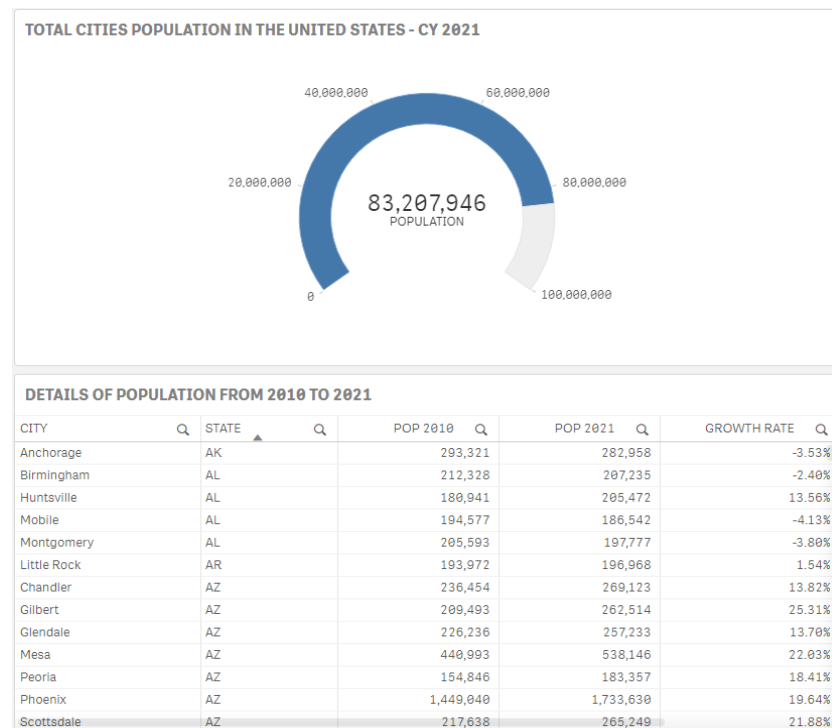 TOTAL CITIES POPULATION IN THE UNITED STATES - CY 2021
40,000,000 60,000,000
20,000,000 80,000,000
83,207,946
POPULATION
0 100,000,000
DETAILS OF POPULATION FROM 2010 TO 2021
CITY STATE POP 2010 POP 2021 GROWTH RATE
Anchorage AK 293,321 282,958 -3.53%
Birmingham AL 212,328 207,235 -2.40%
Huntsville AL 180,941 205,472 13.56%
Mobile AL 194,577 186,542 -4.13%
Montgomery AL 205,593 197,777 -3.80%
Little Rock AR 193,972 196,968 1.54%
Chandler AZ 236,454 269,123 13.82%
Gilbert AZ 209,493 262,514 25.31%
Glendale AZ 226,236 257,233 13.70%
Mesa AZ 440,993 538,146 22.03%
Peoria AZ 154,846 183,357 18.41%
Phoenix AZ 1,449,040 1,733,630 19.64%
Scottsdale AZ 217,638 265,249 21.88%